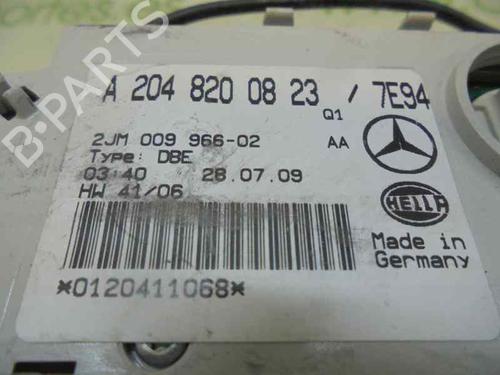 A 204 820 08 23 / 7E94
Q1
2JM 009 966-02 AA
Type: DBE
03:40 28.07.09
HW 41/06
HELLA
Made in
Germany
*0120411068*
B-PARTS